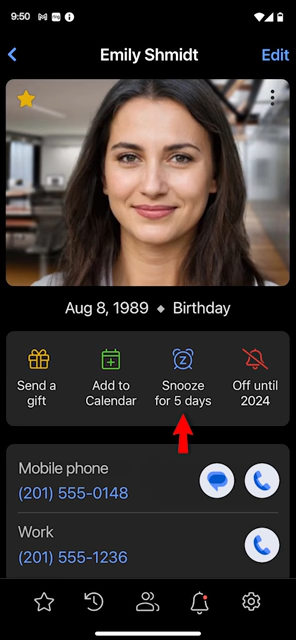 9:50
Emily Shmidt
Edit
Aug 8, 1989 ◆ Birthday
Send a
gift
Add to
Calendar
Snooze
for 5 days
Off until
2024
Mobile phone
(201) 555-0148
Work
(201) 555-1236